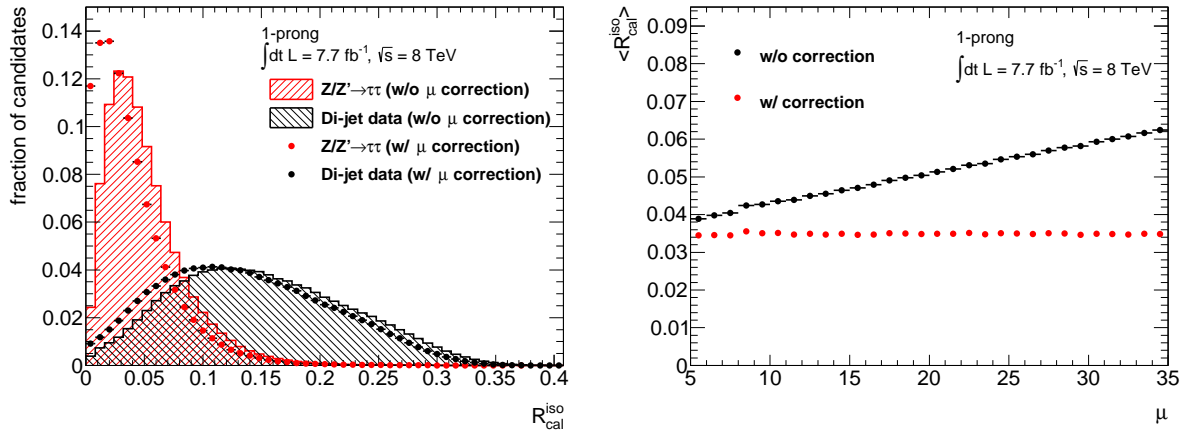 fraction of candidates
0.14
0.12
0.1
0.08
0.06
0.04
0.02
0
1-prong
∫dt L = 7.7 fb⁻¹, √s = 8 TeV
Z/Z'→ττ (w/o μ correction)
Di-jet data (w/o μ correction)
Z/Z'→ττ (w/ μ correction)
Di-jet data (w/ μ correction)
0 0.05 0.1 0.15 0.2 0.25 0.3 0.35 0.4
R_cal^iso
<R_cal^iso>
0.09
0.08
0.07
0.06
0.05
0.04
0.03
0.02
0.01
0
w/o correction
w/ correction
1-prong
∫dt L = 7.7 fb⁻¹, √s = 8 TeV
5 10 15 20 25 30 35
μ